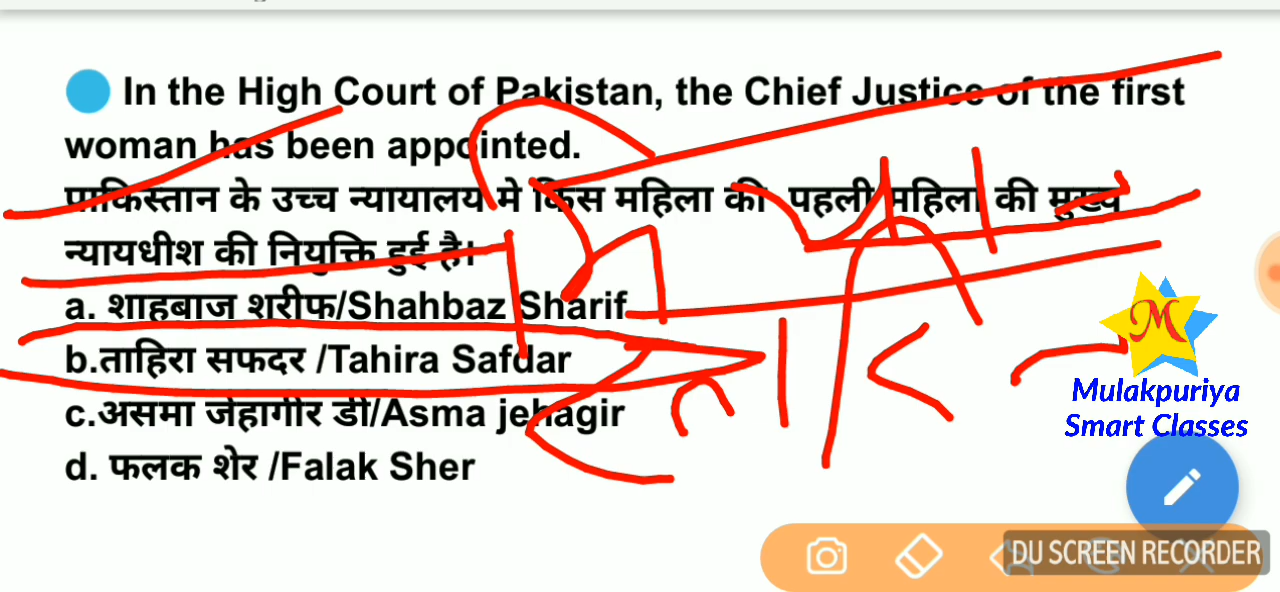 In the High Court of Pakistan, the Chief Justice of the first
woman has been appointed.
पाकिस्तान के उच्च न्यायालय मे किस महिला की पहली महिला की मुख्य
न्यायधीश की नियुक्ति हुई है।
a. शाहबाज शरीफ/Shahbaz Sharif
b.ताहिरा सफदर /Tahira Safdar
c.असमा जेहागीर डी/Asma jehagir
d. फलक शेर /Falak Sher
M
Mulakpuriya
Smart Classes
DU SCREEN RECORDER